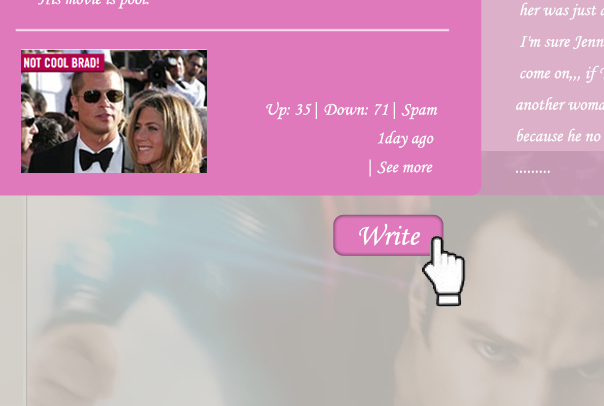 His movie is poor.
NOT COOL BRAD!
Up: 35 | Down: 71 | Spam
1day ago
| See more
her was just
I'm sure Jenn
come on,,, if
another woma
because he no
.........
Write